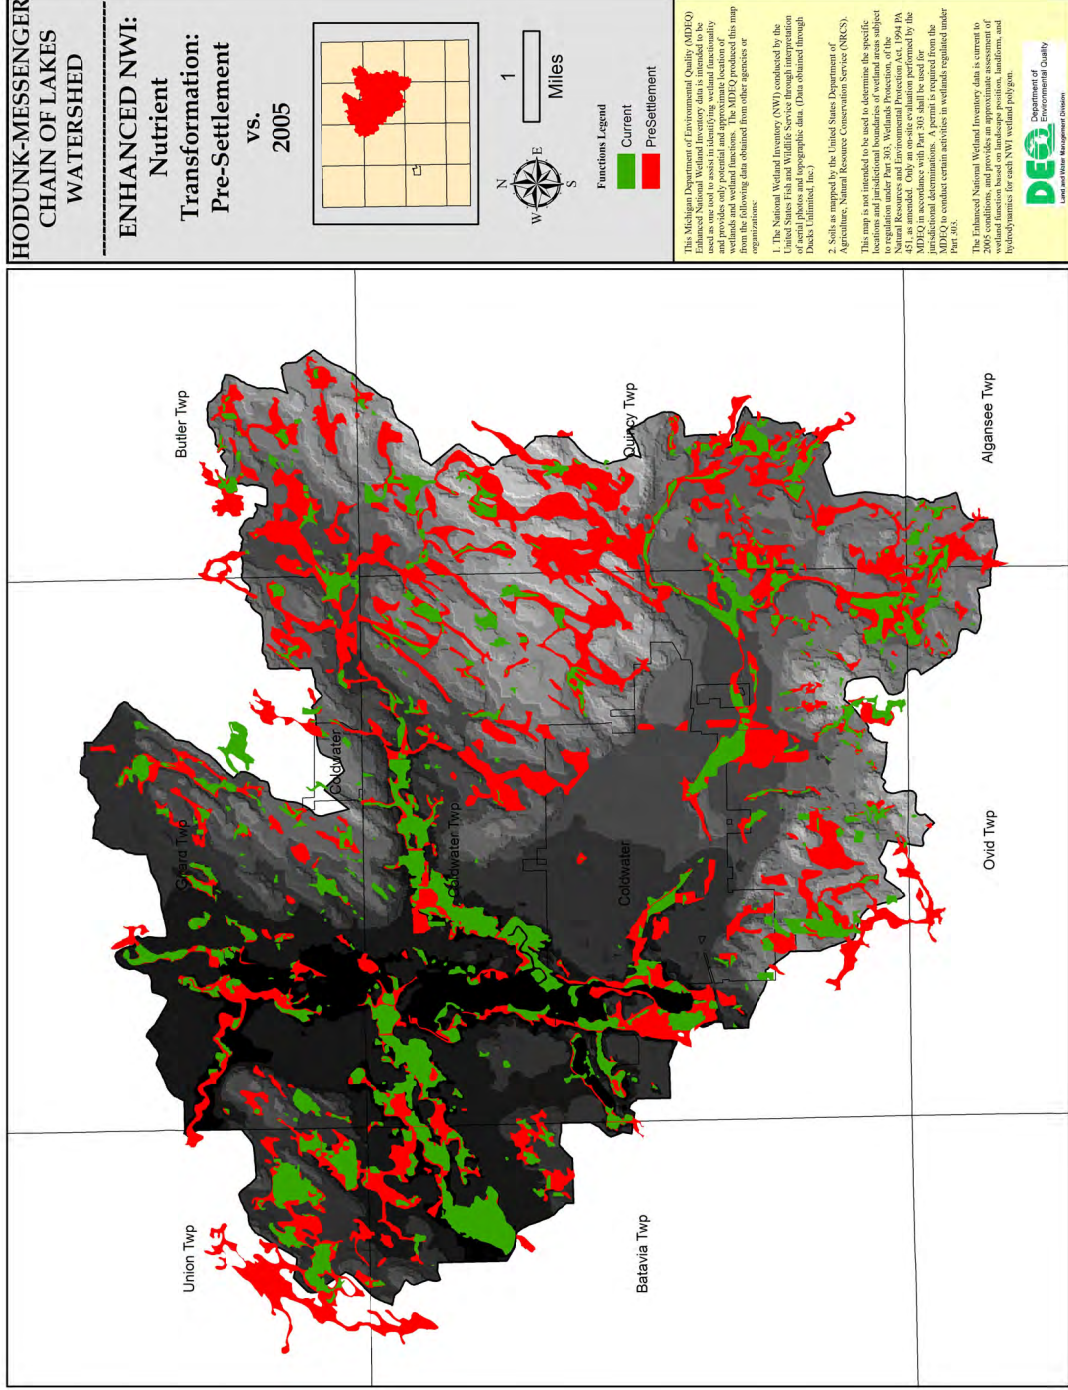 HODUNK-MESSENGER
CHAIN OF LAKES
WATERSHED
ENHANCED NWI:
Nutrient
Transformation:
Pre-Settlement
vs.
2005
N
W
E
S
1
Miles
Functions Legend
Current
PreSettlement
This Michigan Department of Environmental Quality (MDEQ)
Enhanced National Wetland Inventory data is intended to be
used as one tool to assist in identifying wetland functionality
and provides only potential and approximate location of
wetlands and wetland functions. The MDEQ produced this map
from the following data obtained from other agencies or
organizations:
1. The National Wetland Inventory (NWI) conducted by the
United States Fish and Wildlife Service through interpretation
of aerial photos and topographic data. (Data obtained through
Ducks Unlimited, Inc.)
2. Soils as mapped by the United States Department of
Agriculture, Natural Resource Conservation Service (NRCS).
This map is not intended to be used to determine the specific
locations and jurisdictional boundaries of wetland areas subject
to regulation under Part 303, Wetlands Protection, of the
Natural Resources and Environmental Protection Act, 1994 PA
451, as amended. Only an on-site evaluation performed by the
MDEQ in accordance with Part 303 shall be used for
jurisdictional determinations. A permit is required from the
MDEQ to conduct certain activities in wetlands regulated under
Part 303.
The Enhanced National Wetland Inventory data is current to
2005 conditions, and provides an approximate assessment of
wetland function based on landscape position, landform, and
hydrodynamics for each NWI wetland polygon.
DEQ
Department of
Environmental Quality
Land and Water Management Division
Union Twp
Girard Twp
Butler Twp
Coldwater
Coldwater Twp
Coldwater
Quincy Twp
Batavia Twp
Ovid Twp
Algansee Twp